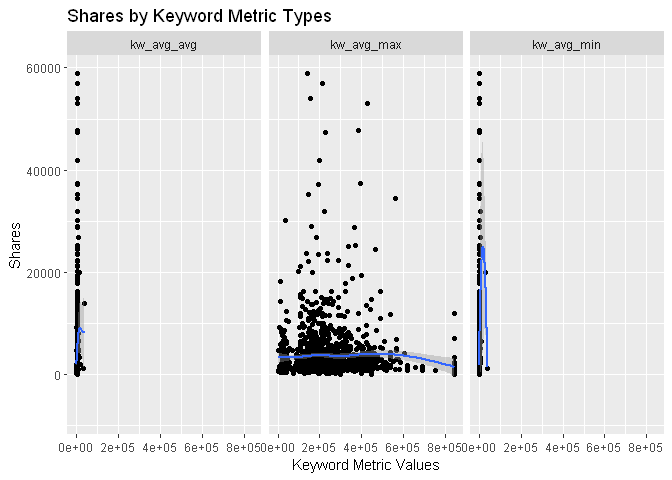 Shares by Keyword Metric Types
kw_avg_avg kw_avg_max kw_avg_min
60000
40000
20000
0
Shares
0e+00 2e+05 4e+05 6e+05 8e+05 0e+00 2e+05 4e+05 6e+05 8e+05 0e+00 2e+05 4e+05 6e+05 8e+05
Keyword Metric Values